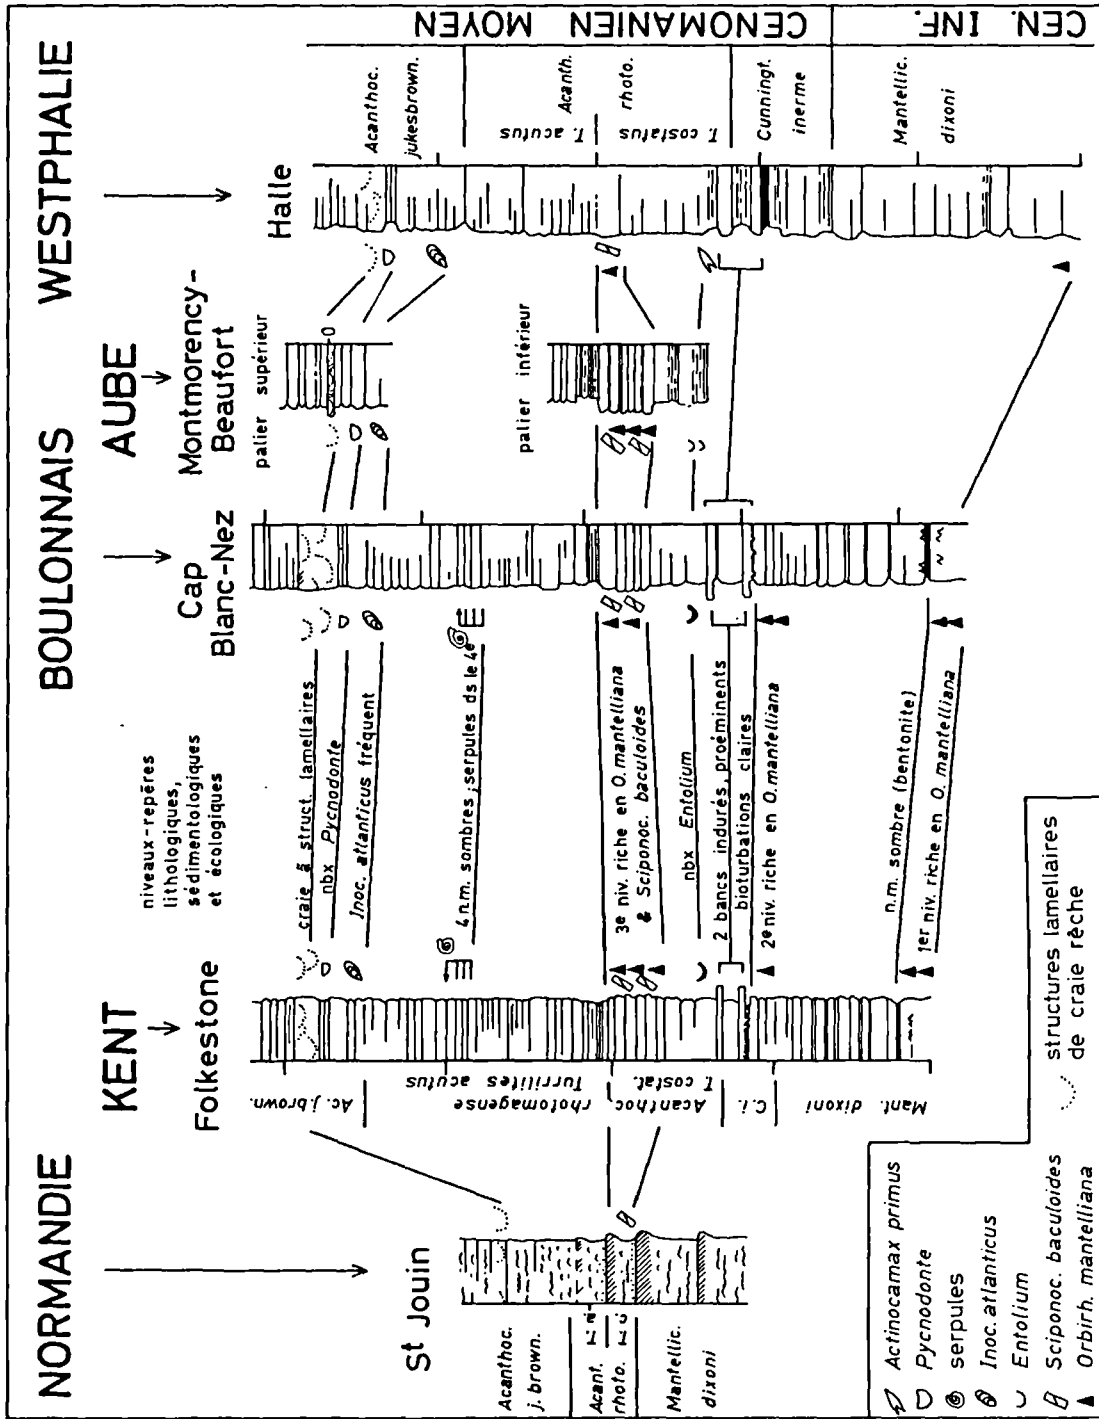 NORMANDIE
KENT
BOULONNAIS
AUBE
WESTPHALIE
St Jouin
Folkestone
Cap
Blanc-Nez
Montmorency-
Beaufort
Halle
niveaux-repères
lithologiques,
sédimentologiques
et écologiques
palier supérieur
palier inférieur
Acanthoc.
j. brown.
Acant.
rhoto.
Mantellic.
dixoni
Ac. j. brown.
Turrilites acutus
rhotomagense
Acanthoc.
T. costat.
C. i.
Mant. dixoni
craie à struct. lamellaires
nbx Pycnodonte
Inoc. atlanticus fréquent
4 n.m. sombres, serpules ds le 4e
3e niv. riche en O. mantelliana
& Sciponoc. baculoides
nbx Entolium
2 bancs indurés, proéminents
bioturbations claires
2e niv. riche en O. mantelliana
n.m. sombre (bentonite)
1er niv. riche en O. mantelliana
Acanthoc.
jukesbrown.
Acanth.
rhoto.
T. acutus
T. costatus
Cunningt.
inerme
Mantellic.
dixoni
CENOMANIEN MOYEN
CEN. INF.
Actinocamax primus
Pycnodonte
serpules
Inoc. atlanticus
Entolium
Sciponoc. baculoides
Orbirh. mantelliana
structures lamellaires
de craie rêche